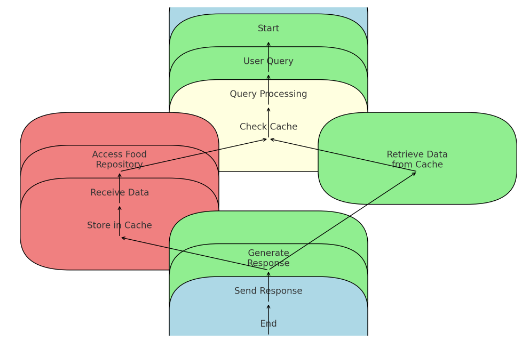 Start
User Query
Query Processing
Check Cache
Access Food
Repository
Retrieve Data
from Cache
Receive Data
Store in Cache
Generate
Response
Send Response
End